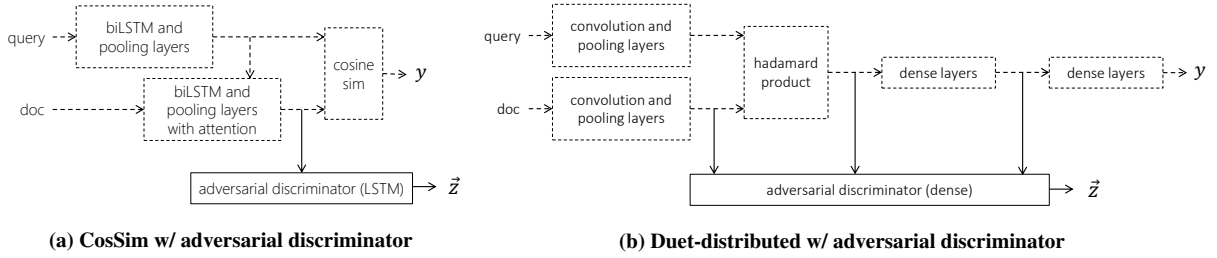 query
biLSTM and
pooling layers
doc
biLSTM and
pooling layers
with attention
cosine
sim
y
adversarial discriminator (LSTM)
z⃗
(a) CosSim w/ adversarial discriminator
query
convolution and
pooling layers
doc
convolution and
pooling layers
hadamard
product
dense layers
dense layers
y
adversarial discriminator (dense)
z⃗
(b) Duet-distributed w/ adversarial discriminator